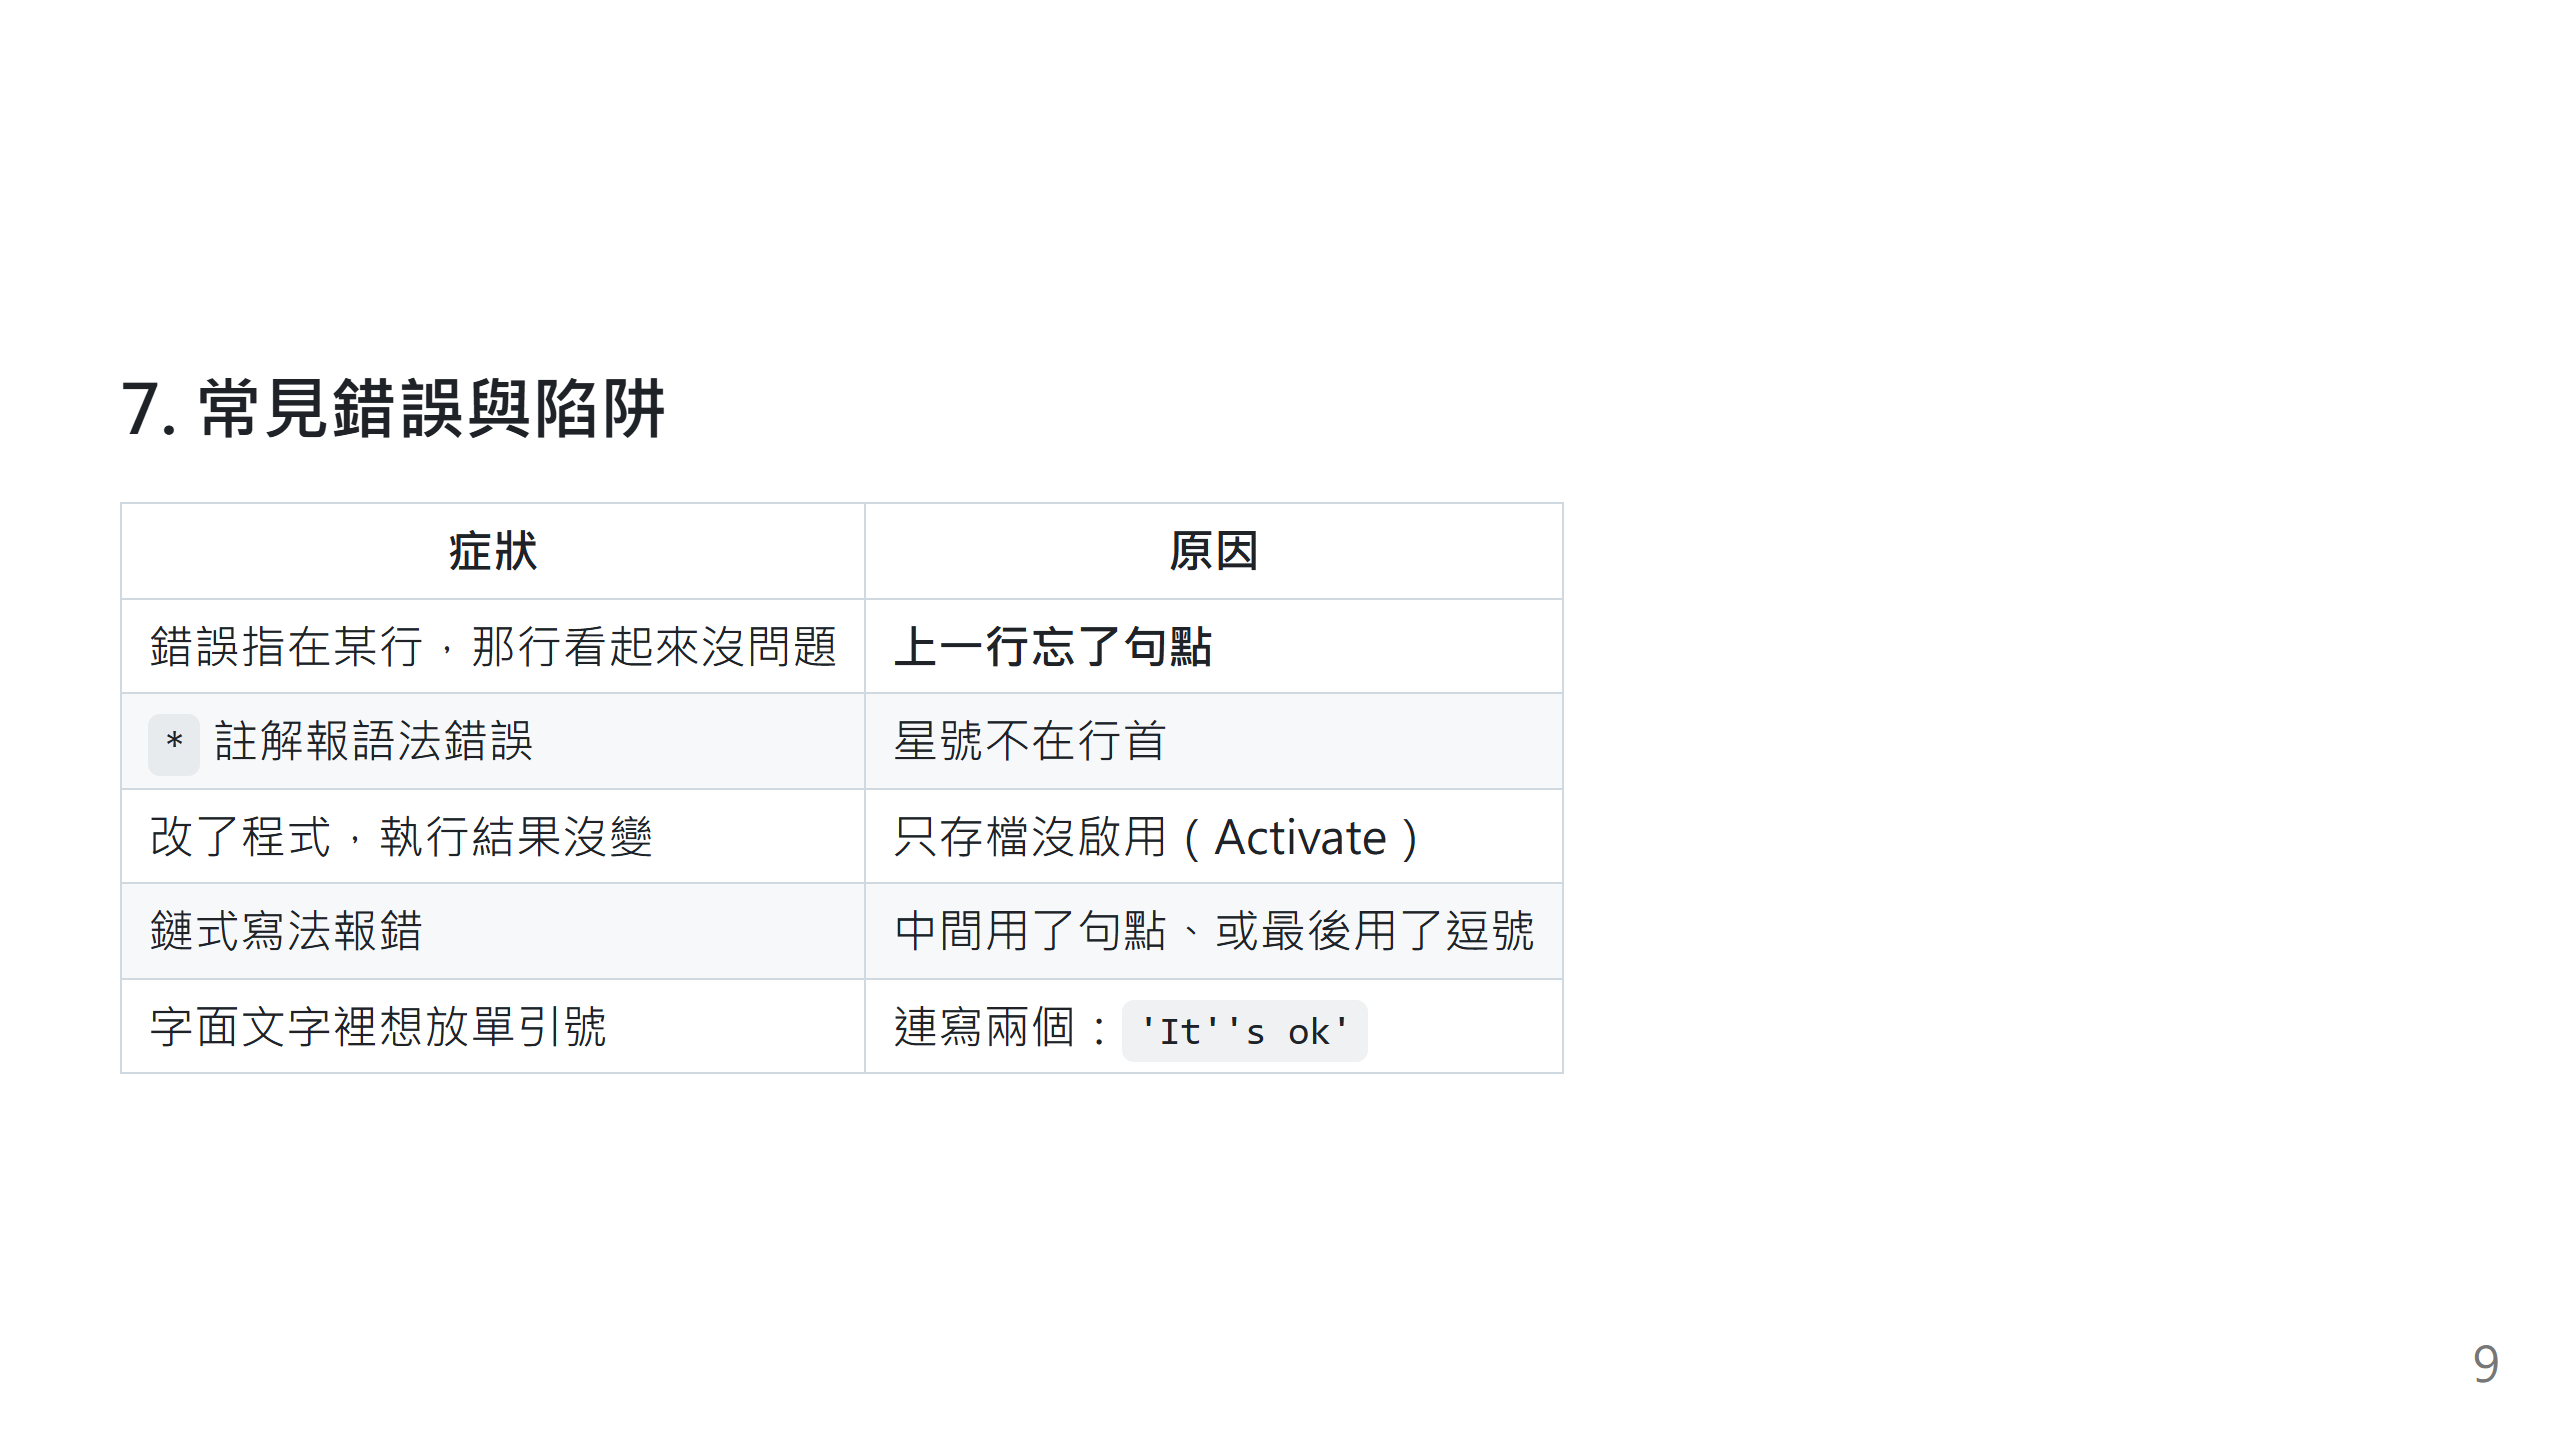 7. 常見錯誤與陷阱
症狀 原因
錯誤指在某行，那行看起來沒問題 上一行忘了句點
* 註解報語法錯誤 星號不在行首
改了程式，執行結果沒變 只存檔沒啟用（Activate）
鏈式寫法報錯 中間用了句點、或最後用了逗號
字面文字裡想放單引號 連寫兩個：'It''s ok'
9